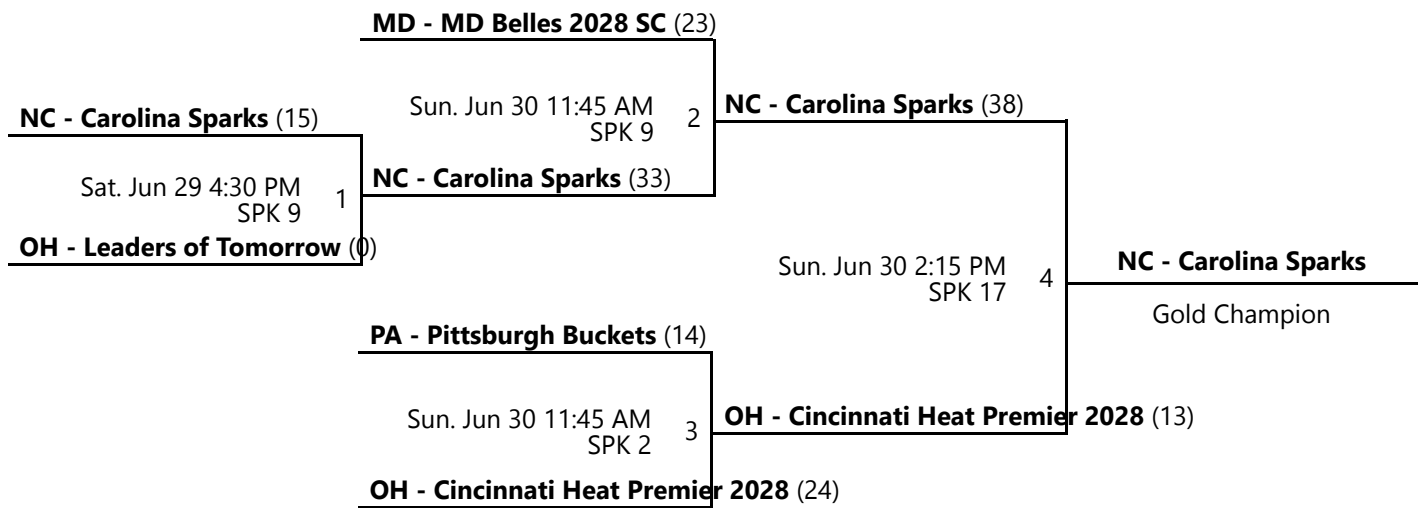 MD - MD Belles 2028 SC (23)
NC - Carolina Sparks (15)
Sun. Jun 30 11:45 AM
SPK 9
2
NC - Carolina Sparks (38)
Sat. Jun 29 4:30 PM
SPK 9
1
NC - Carolina Sparks (33)
OH - Leaders of Tomorrow (0)
Sun. Jun 30 2:15 PM
SPK 17
4
NC - Carolina Sparks
Gold Champion
PA - Pittsburgh Buckets (14)
Sun. Jun 30 11:45 AM
SPK 2
3
OH - Cincinnati Heat Premier 2028 (13)
OH - Cincinnati Heat Premier 2028 (24)